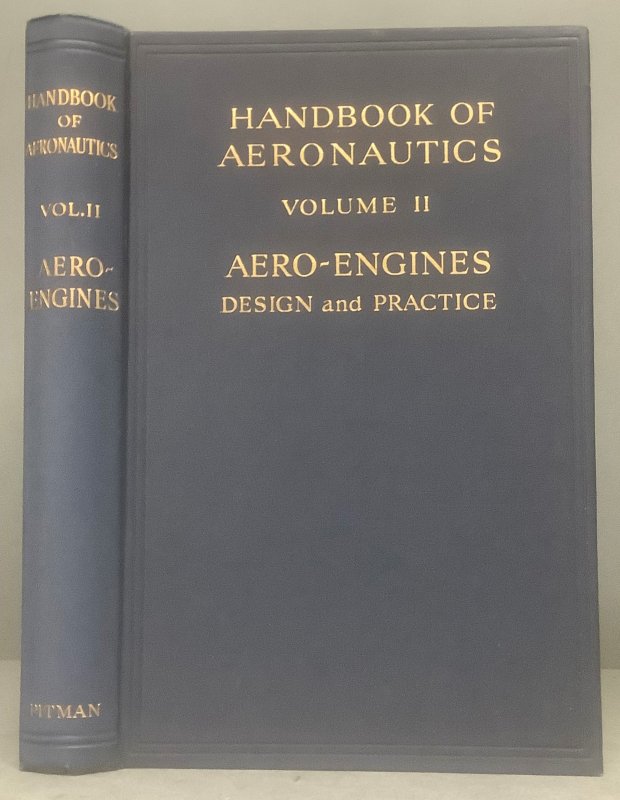 HANDBOOK
OF
AERONAUTICS
VOL.II
AERO-
ENGINES
PITMAN
HANDBOOK OF
AERONAUTICS
VOLUME II
AERO-ENGINES
DESIGN and PRACTICE